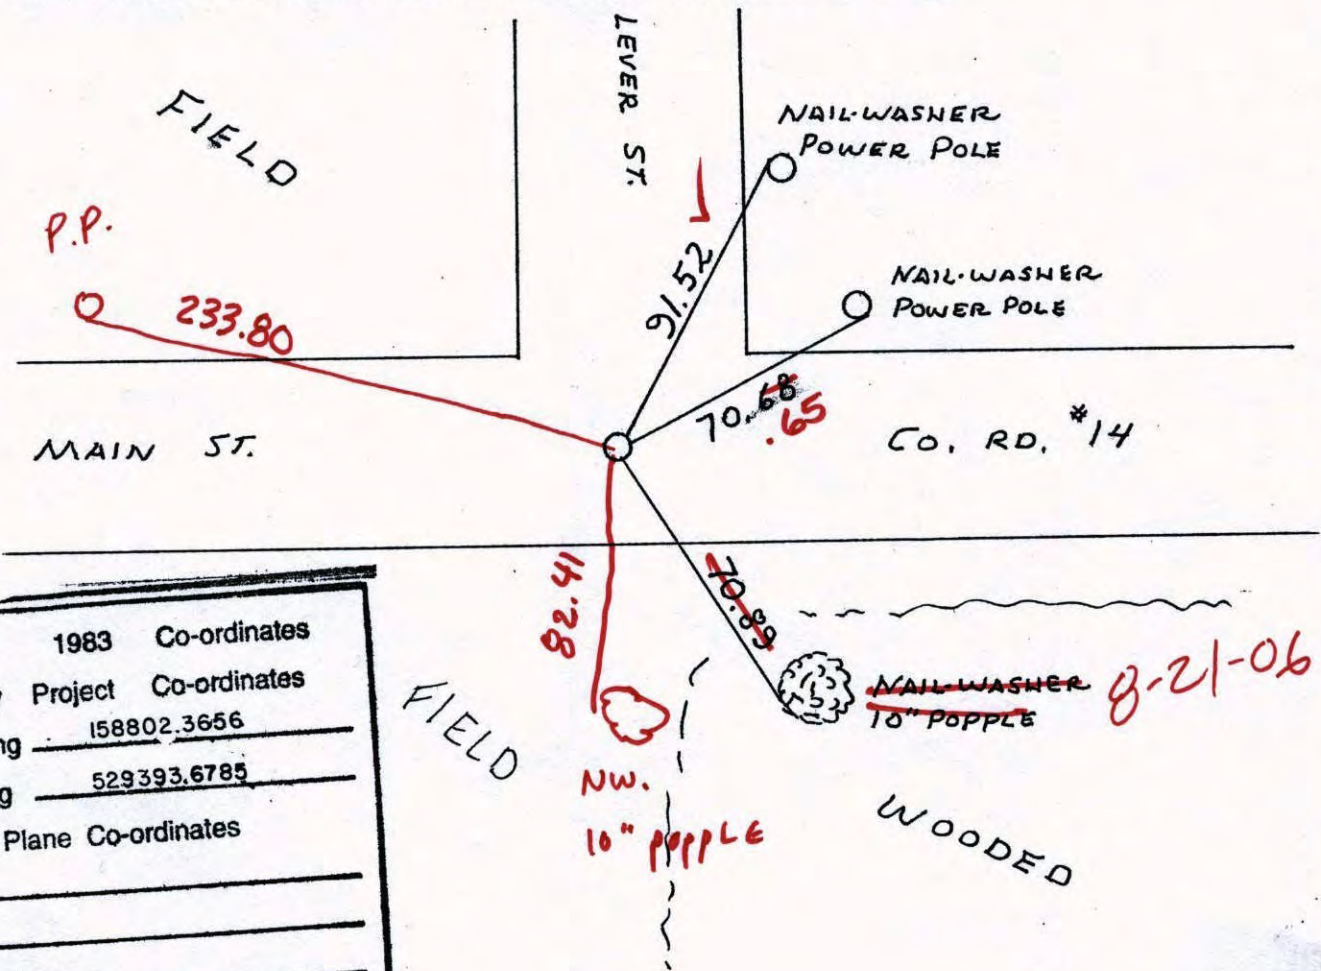 FIELD
LEVER ST.
NAIL-WASHER
POWER POLE
P.P.
233.80
91.52
NAIL-WASHER
POWER POLE
70.68
.65
MAIN ST.
CO. RD. #14
82.41
70.89
NAIL-WASHER
10" POPPLE
8-21-06
FIELD
NW.
10" POPPLE
WOODED
1983 Co-ordinates
Project Co-ordinates
ng 158802.3656
g 529393.6785
Plane Co-ordinates